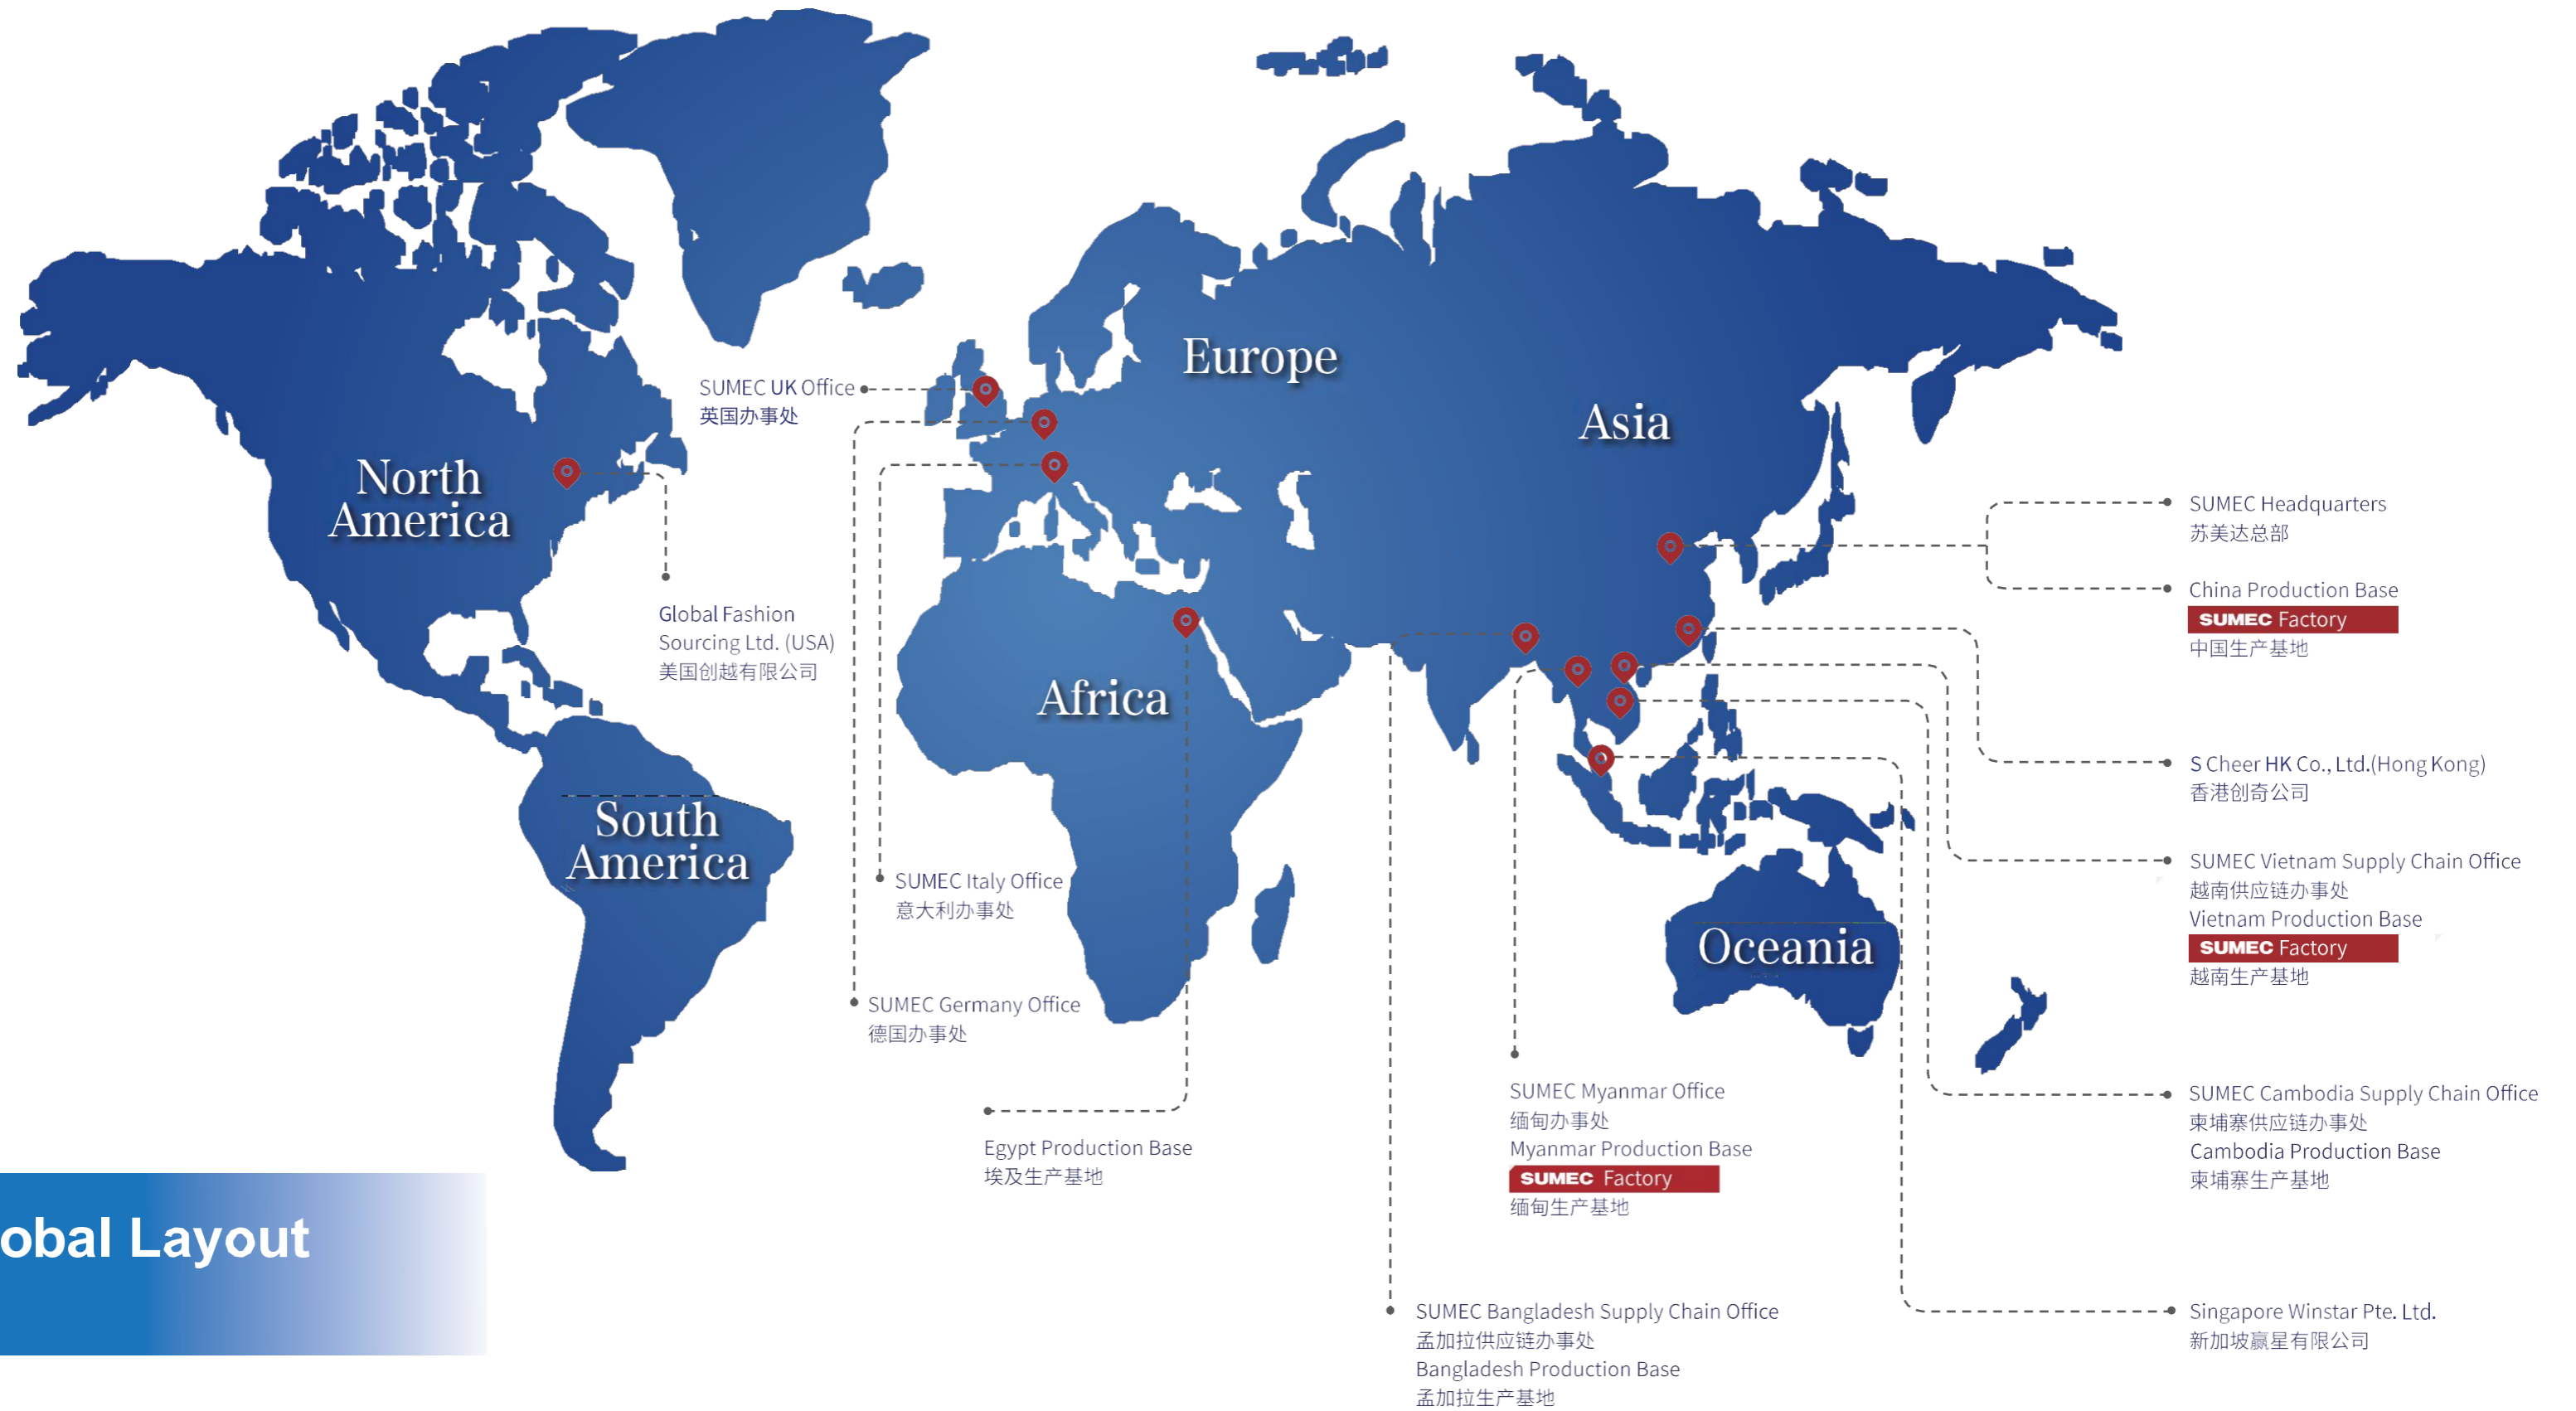 Europe
Asia
North
America
Africa
South
America
Oceania
SUMEC UK Office
英国办事处
Global Fashion
Sourcing Ltd. (USA)
美国创越有限公司
SUMEC Italy Office
意大利办事处
SUMEC Germany Office
德国办事处
Egypt Production Base
埃及生产基地
SUMEC Myanmar Office
缅甸办事处
Myanmar Production Base
SUMEC Factory
缅甸生产基地
SUMEC Bangladesh Supply Chain Office
孟加拉供应链办事处
Bangladesh Production Base
孟加拉生产基地
SUMEC Headquarters
苏美达总部
China Production Base
SUMEC Factory
中国生产基地
S Cheer HK Co., Ltd.(Hong Kong)
香港创奇公司
SUMEC Vietnam Supply Chain Office
越南供应链办事处
Vietnam Production Base
SUMEC Factory
越南生产基地
SUMEC Cambodia Supply Chain Office
柬埔寨供应链办事处
Cambodia Production Base
柬埔寨生产基地
Singapore Winstar Pte. Ltd.
新加坡赢星有限公司
obal Layout